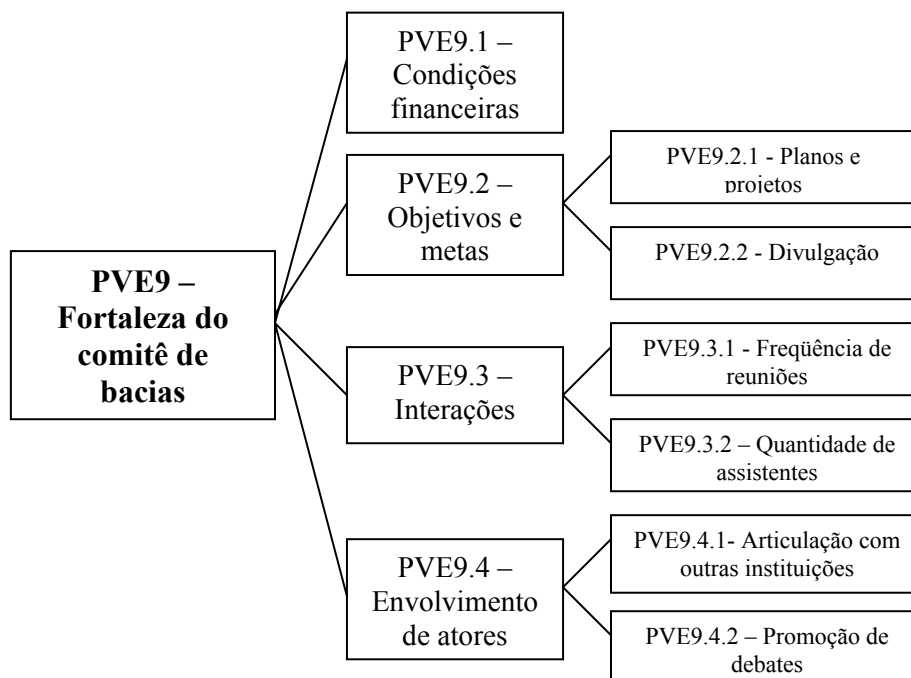 PVE9 –
Fortaleza do
comitê de
bacias
PVE9.1 –
Condições
financeiras
PVE9.2 –
Objetivos e
metas
PVE9.2.1 - Planos e
projetos
PVE9.2.2 - Divulgação
PVE9.3 –
Interações
PVE9.3.1 - Freqüência de
reuniões
PVE9.3.2 – Quantidade de
assistentes
PVE9.4 –
Envolvimento
de atores
PVE9.4.1- Articulação com
outras instituições
PVE9.4.2 – Promoção de
debates